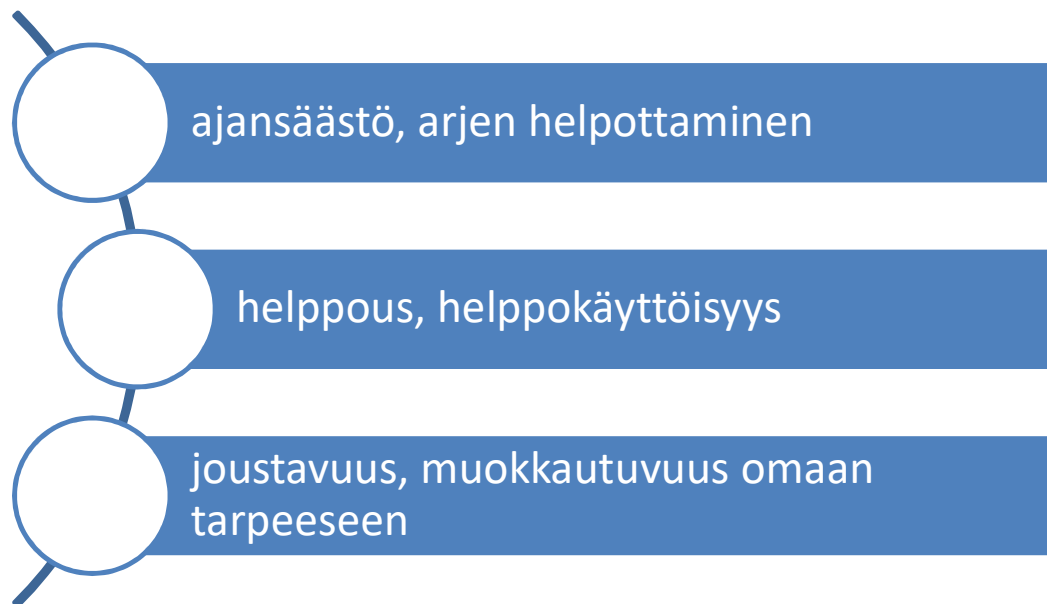 ajansäästö, arjen helpottaminen
helppous, helppokäyttöisyys
joustavuus, muokkautuvuus omaan
tarpeeseen